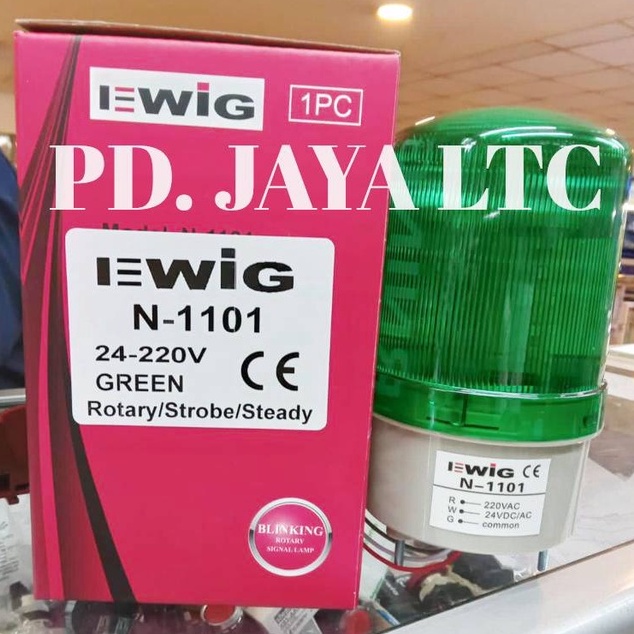 EWiG
1PC
PD. JAYA LTC
EWiG
N-1101
24-220V
CE
GREEN
Rotary/Strobe/Steady
BLINKING
ROTARY
SIGNAL LAMP
EWiG CE
N-1101
R 220VAC
W 24VDC/AC
G common